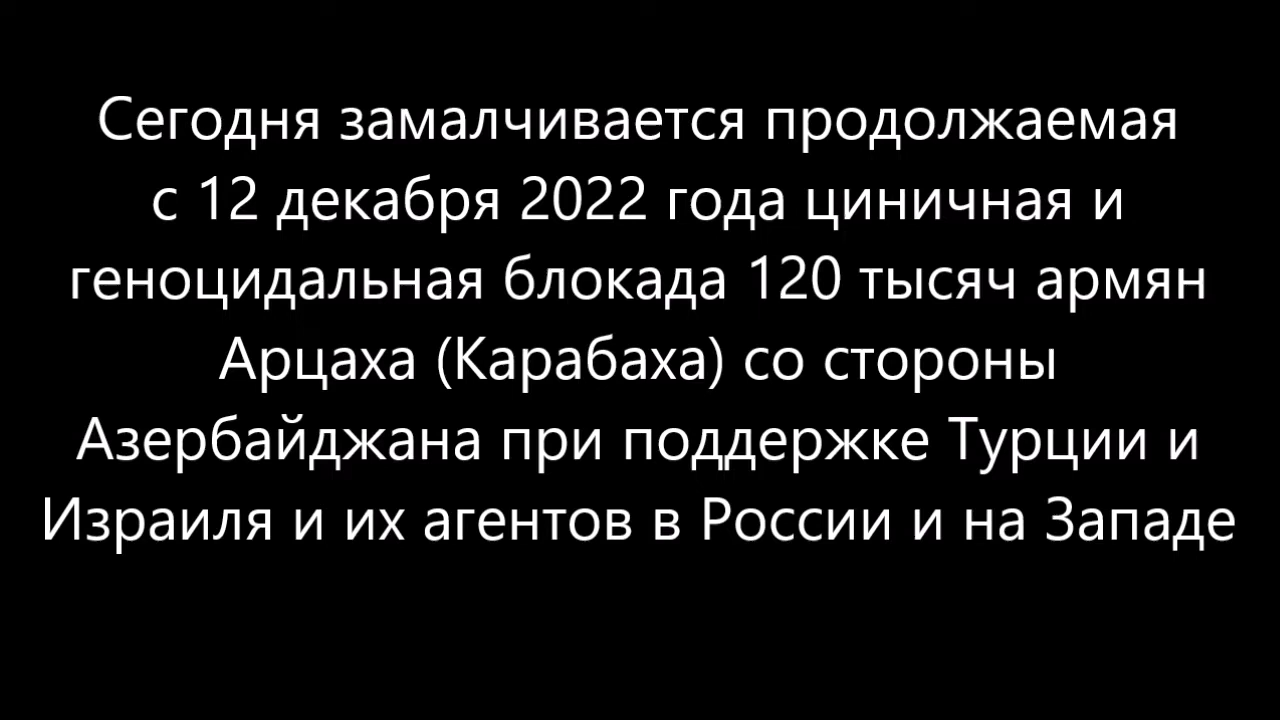 Сегодня замалчивается продолжаемая
с 12 декабря 2022 года циничная и
геноцидальная блокада 120 тысяч армян
Арцаха (Карабаха) со стороны
Азербайджана при поддержке Турции и
Израиля и их агентов в России и на Западе